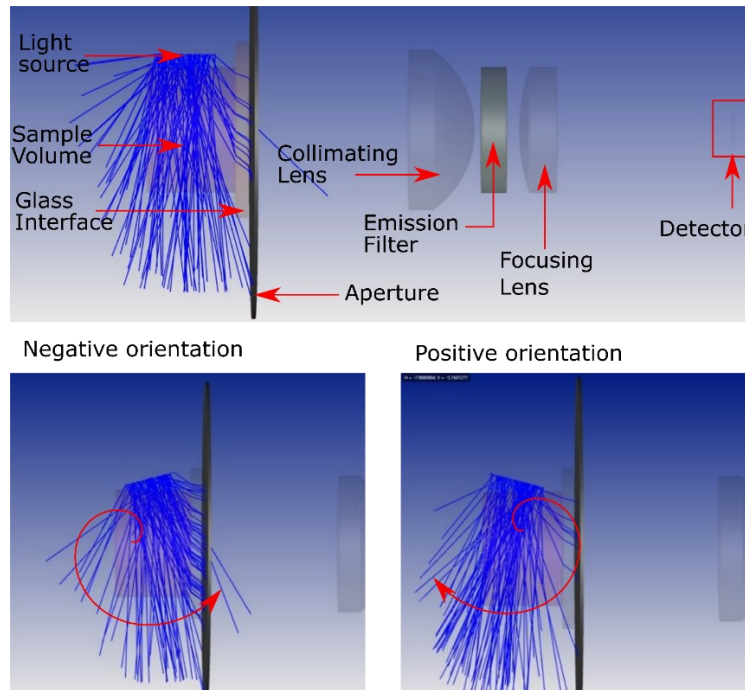 Light
source
Sample
Volume
Glass
Interface
Collimating
Lens
Emission
Filter
Focusing
Lens
Detector
Aperture
Negative orientation
Positive orientation